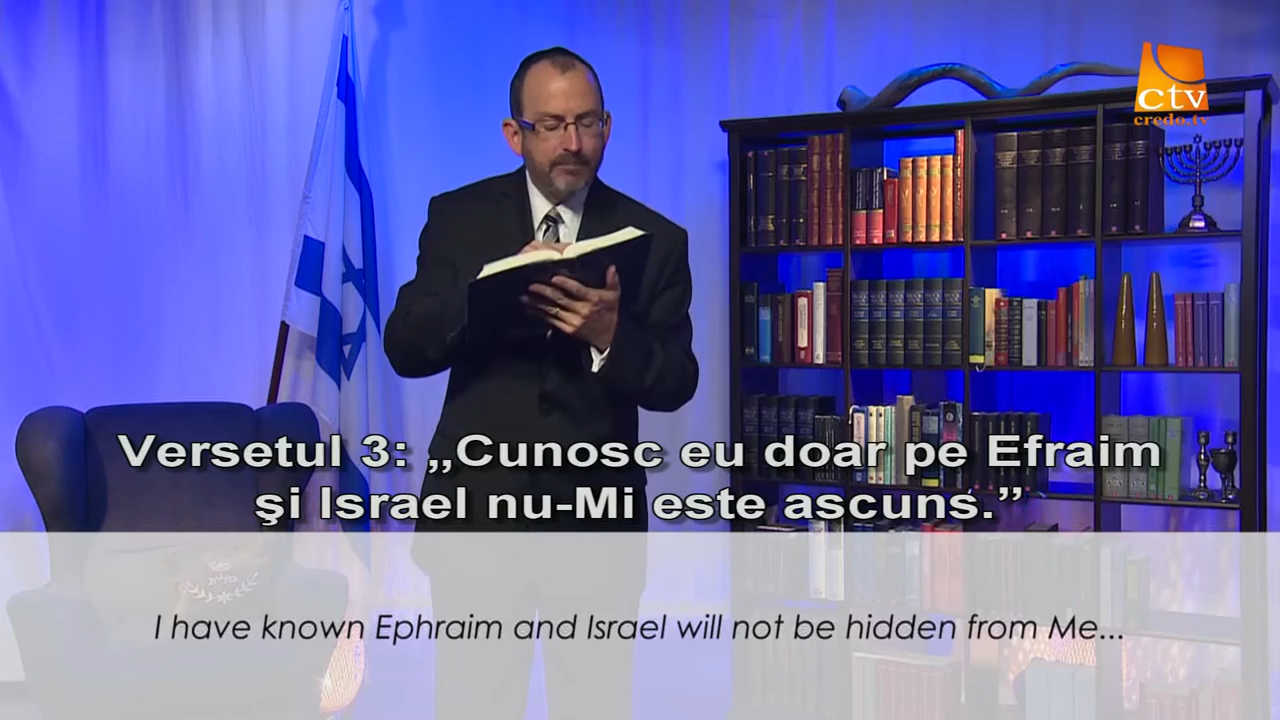 ctv
credo.tv
Versetul 3: „Cunosc eu doar pe Efraim
şi Israel nu-Mi este ascuns.”
I have known Ephraim and Israel will not be hidden from Me...